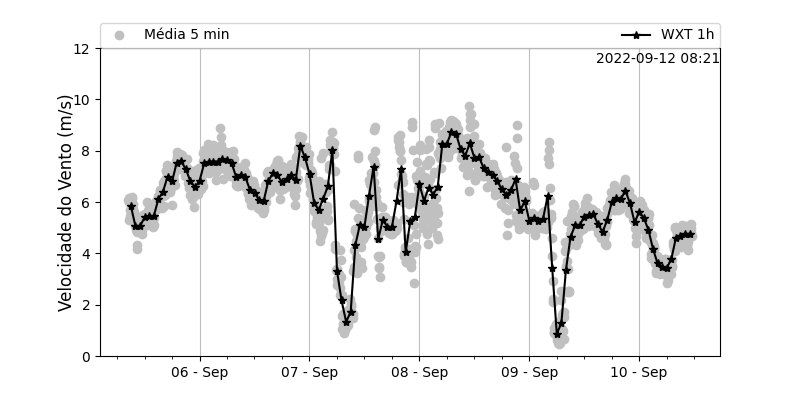 Média 5 min
WXT 1h
2022-09-12 08:21
Velocidade do Vento (m/s)
12
10
8
6
4
2
0
06 - Sep
07 - Sep
08 - Sep
09 - Sep
10 - Sep